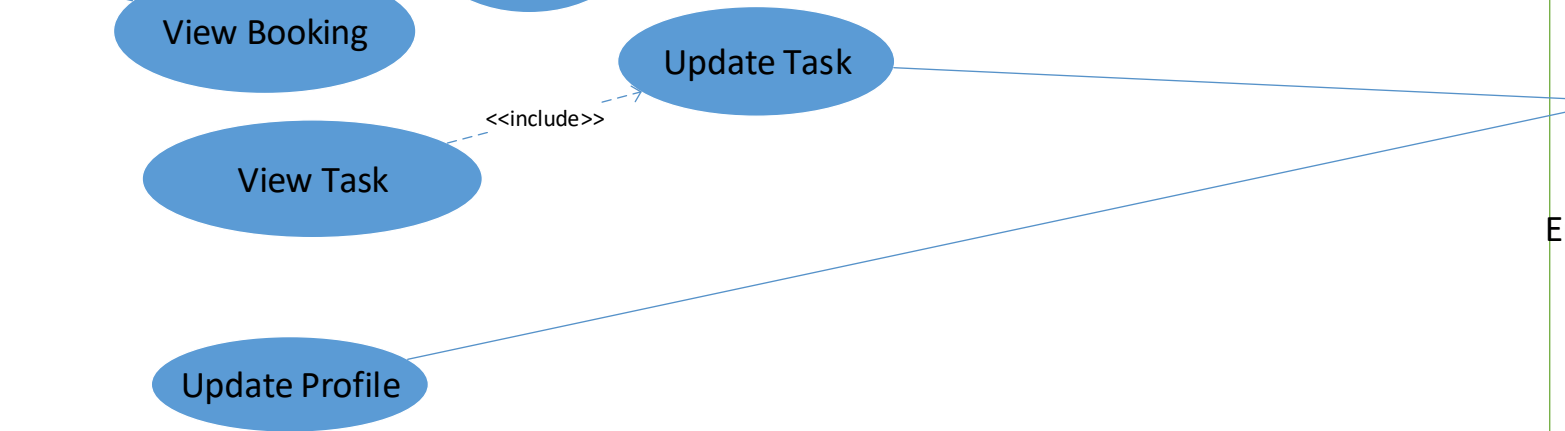 View Booking
Update Task
<<include>>
View Task
E
Update Profile